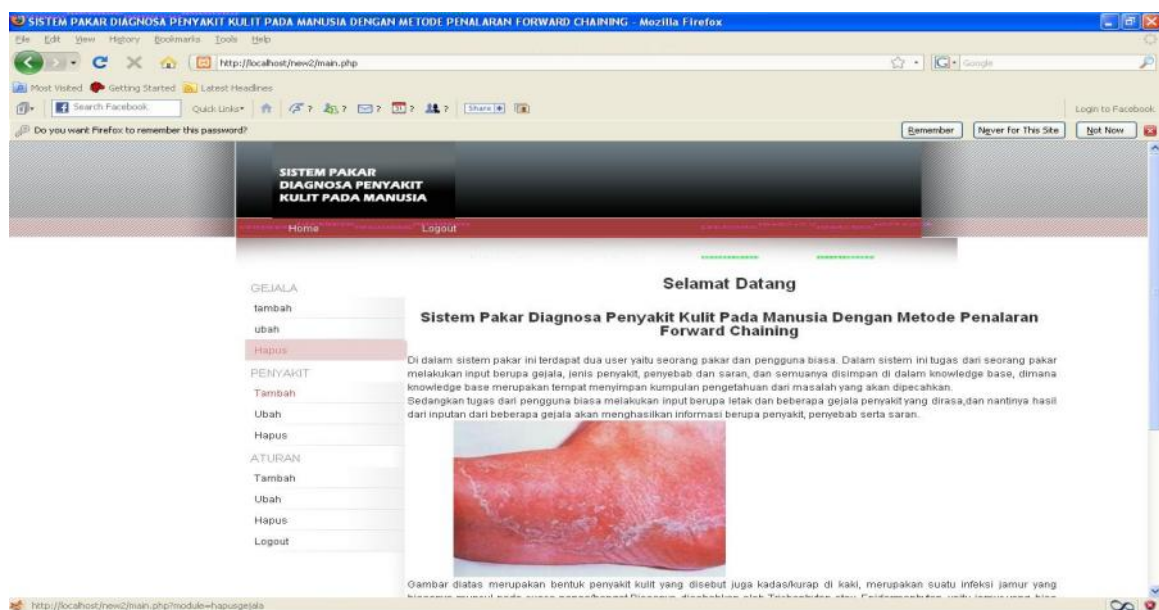 SISTEM PAKAR DIAGNOSA PENYAKIT KULIT PADA MANUSIA DENGAN METODE PENALARAN FORWARD CHAINING - Mozilla Firefox
File Edit View History Bookmarks Tools Help
http://localhost/new2/main.php
Google
Most Visited Getting Started Latest Headlines
Search Facebook Quick Links ? ? ? ? ? Share Login to Facebook
Do you want Firefox to remember this password? Remember Never for This Site Not Now
SISTEM PAKAR
DIAGNOSA PENYAKIT
KULIT PADA MANUSIA
Home Logout
GEJALA
tambah
ubah
Hapus
PENYAKIT
Tambah
Ubah
Hapus
ATURAN
Tambah
Ubah
Hapus
Logout
Selamat Datang
Sistem Pakar Diagnosa Penyakit Kulit Pada Manusia Dengan Metode Penalaran
Forward Chaining
Di dalam sistem pakar ini terdapat dua user yaitu seorang pakar dan pengguna biasa. Dalam sistem ini tugas dari seorang pakar
melakukan input berupa gejala, jenis penyakit, penyebab dan saran, dan semuanya disimpan di dalam knowledge base, dimana
knowledge base merupakan tempat menyimpan kumpulan pengetahuan dari masalah yang akan dipecahkan.
Sedangkan tugas dari pengguna biasa melakukan input berupa letak dan beberapa gejala penyakit yang dirasa,dan nantinya hasil
dari inputan dari beberapa gejala akan menghasilkan informasi berupa penyakit, penyebab serta saran.
Gambar diatas merupakan bentuk penyakit kulit yang disebut juga kadas/kurap di kaki, merupakan suatu infeksi jamur yang
http://localhost/new2/main.php?module=hapusgejala